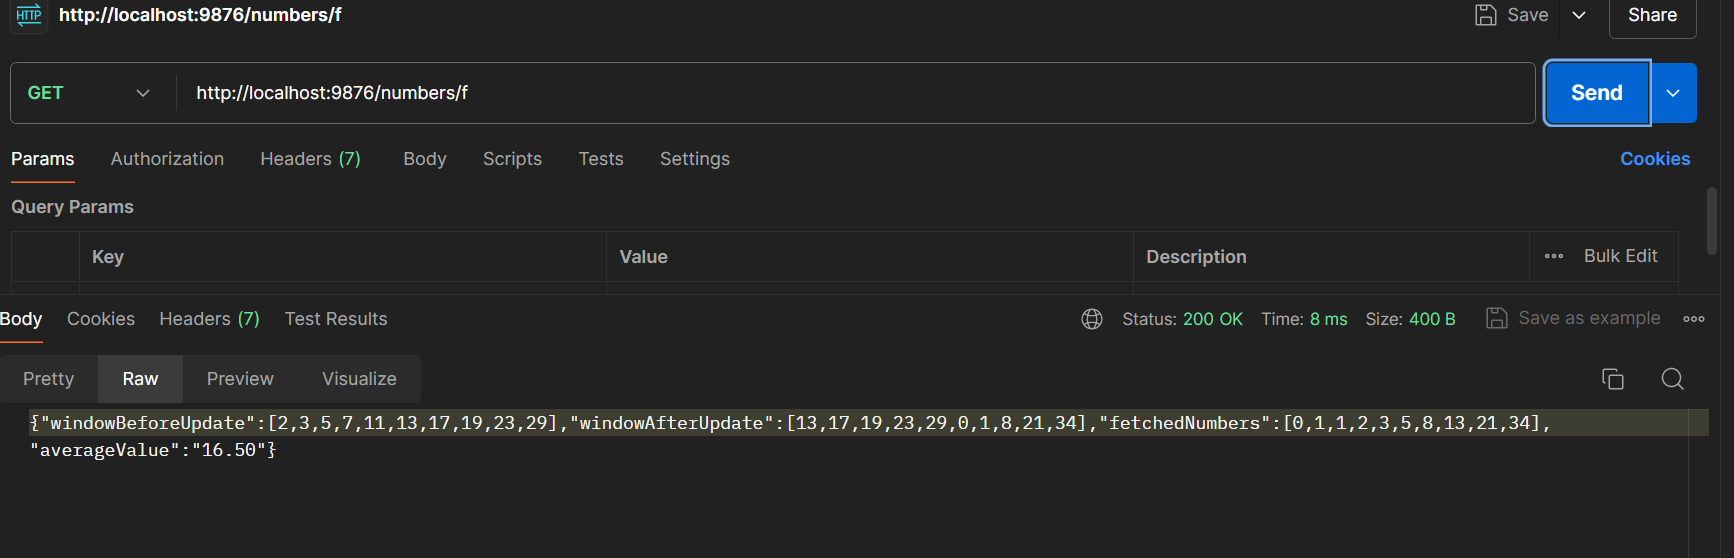 HTTP http://localhost:9876/numbers/f Save Share
GET http://localhost:9876/numbers/f Send
Params Authorization Headers (7) Body Scripts Tests Settings Cookies
Query Params
Key Value Description Bulk Edit
Body Cookies Headers (7) Test Results Status: 200 OK Time: 8 ms Size: 400 B Save as example
Pretty Raw Preview Visualize
{"windowBeforeUpdate":[2,3,5,7,11,13,17,19,23,29],"windowAfterUpdate":[13,17,19,23,29,0,1,8,21,34],"fetchedNumbers":[0,1,1,2,3,5,8,13,21,34],
"averageValue":"16.50"}